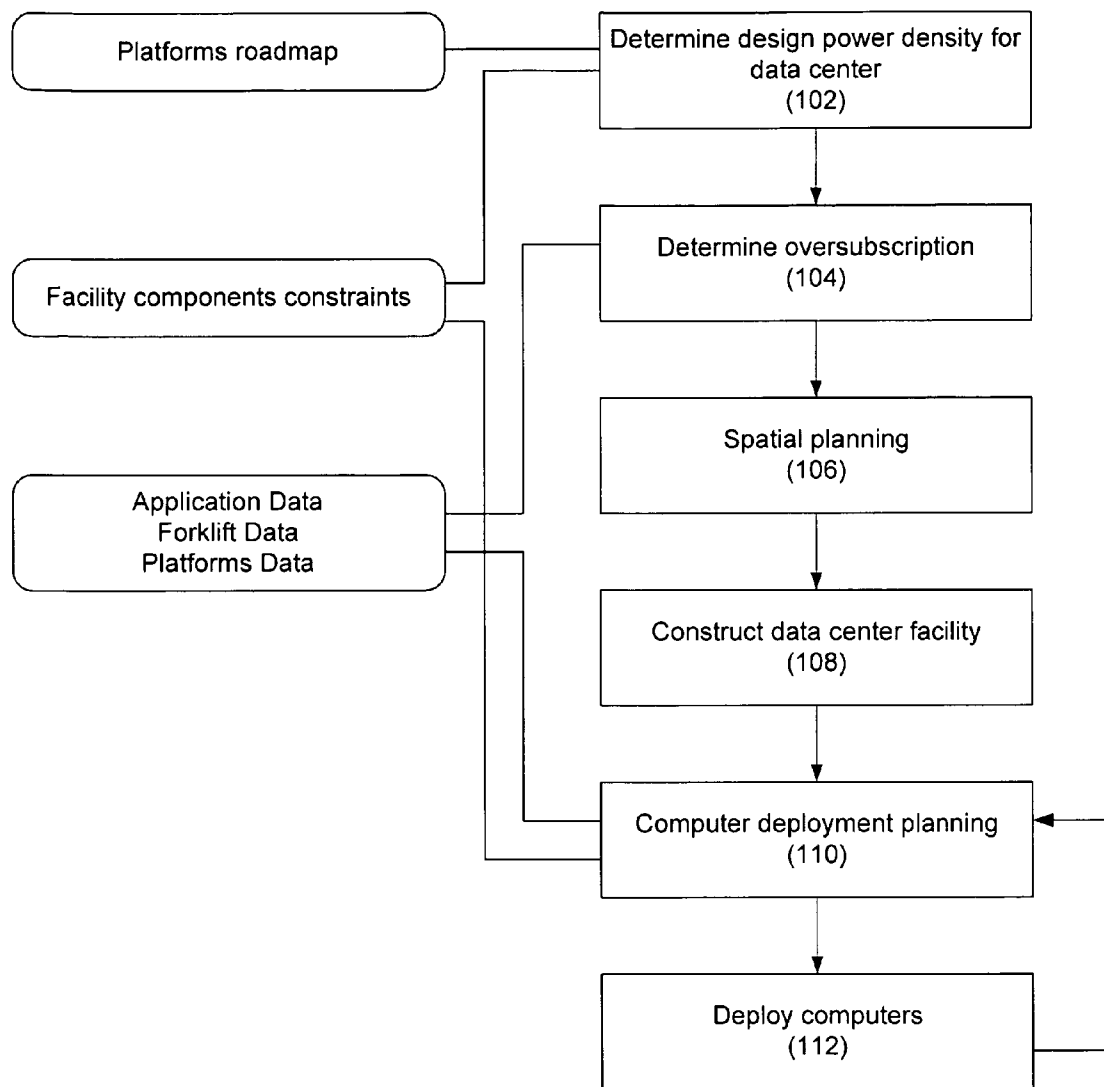 Platforms roadmap
Determine design power density for
data center
(102)
Determine oversubscription
(104)
Facility components constraints
Spatial planning
(106)
Application Data
Forklift Data
Platforms Data
Construct data center facility
(108)
Computer deployment planning
(110)
Deploy computers
(112)